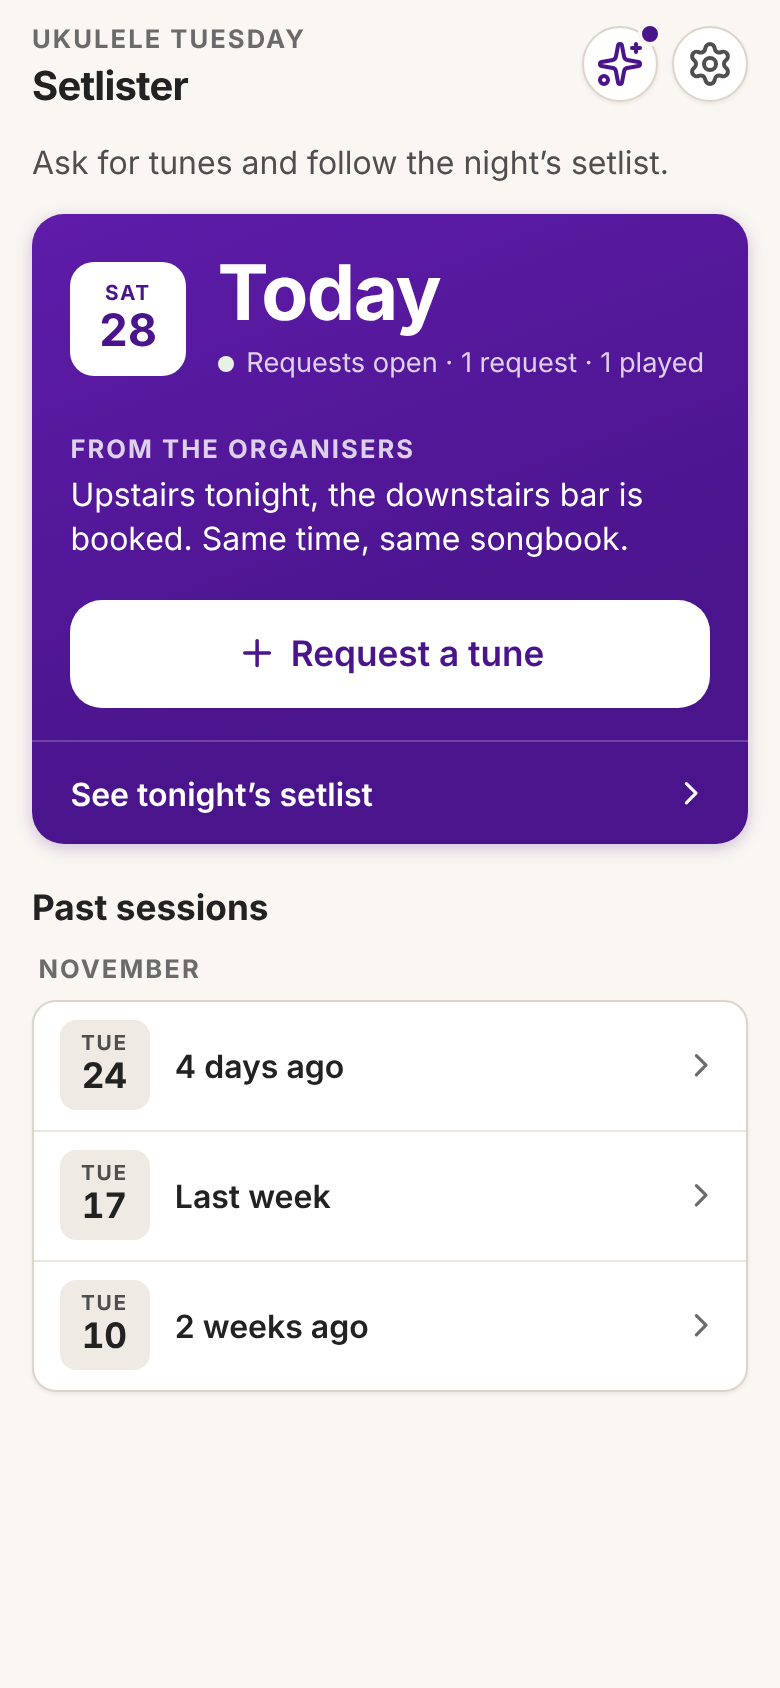 UKULELE TUESDAY
Setlister
Ask for tunes and follow the night’s setlist.
SAT
28
Today
Requests open · 1 request · 1 played
FROM THE ORGANISERS
Upstairs tonight, the downstairs bar is
booked. Same time, same songbook.
Request a tune
See tonight’s setlist
Past sessions
NOVEMBER
TUE
24
4 days ago
TUE
17
Last week
TUE
10
2 weeks ago